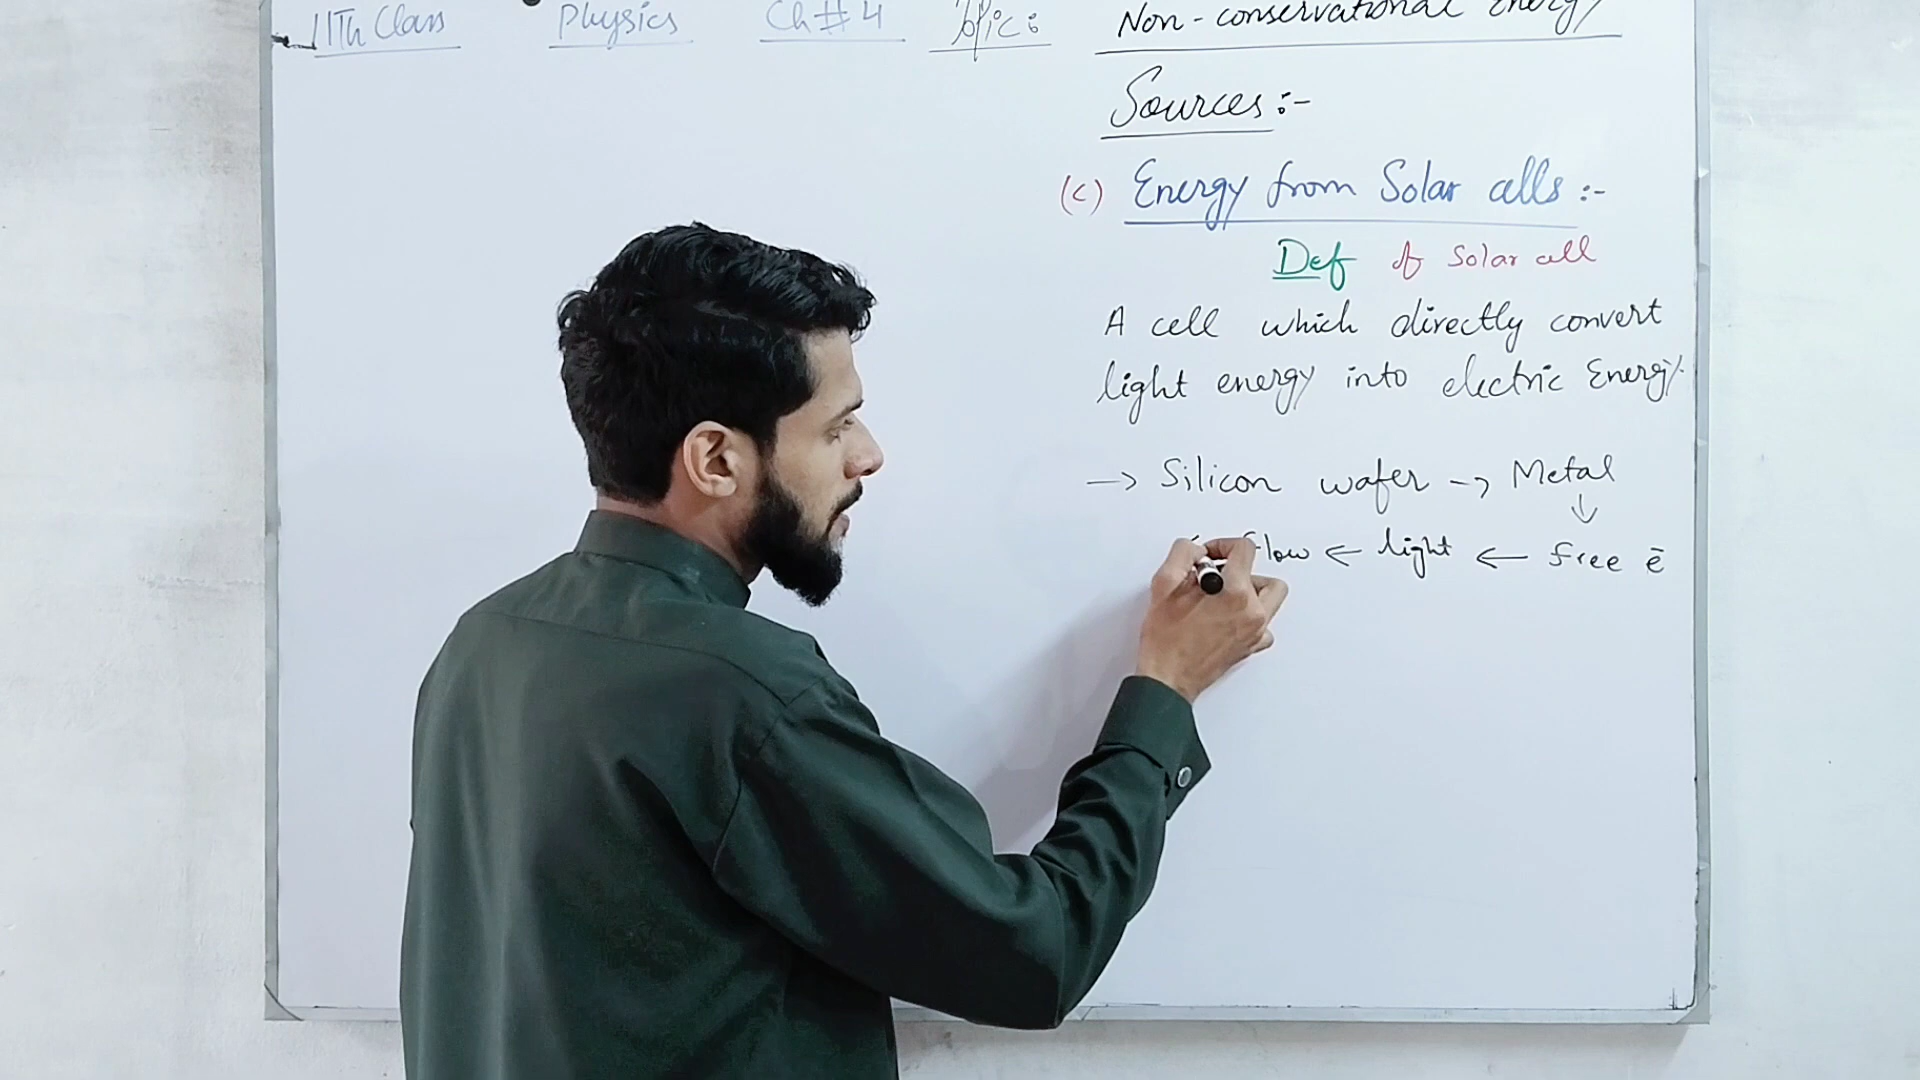 11Th Class Physics Ch # 4 Topic: Non-conservational Energy
Sources:-
(c) Energy from Solar cells :-
Def of Solar cell
A cell which directly convert
light energy into electric Energy.
→ Silicon wafer → Metal
↓
flow ← light ← free ē